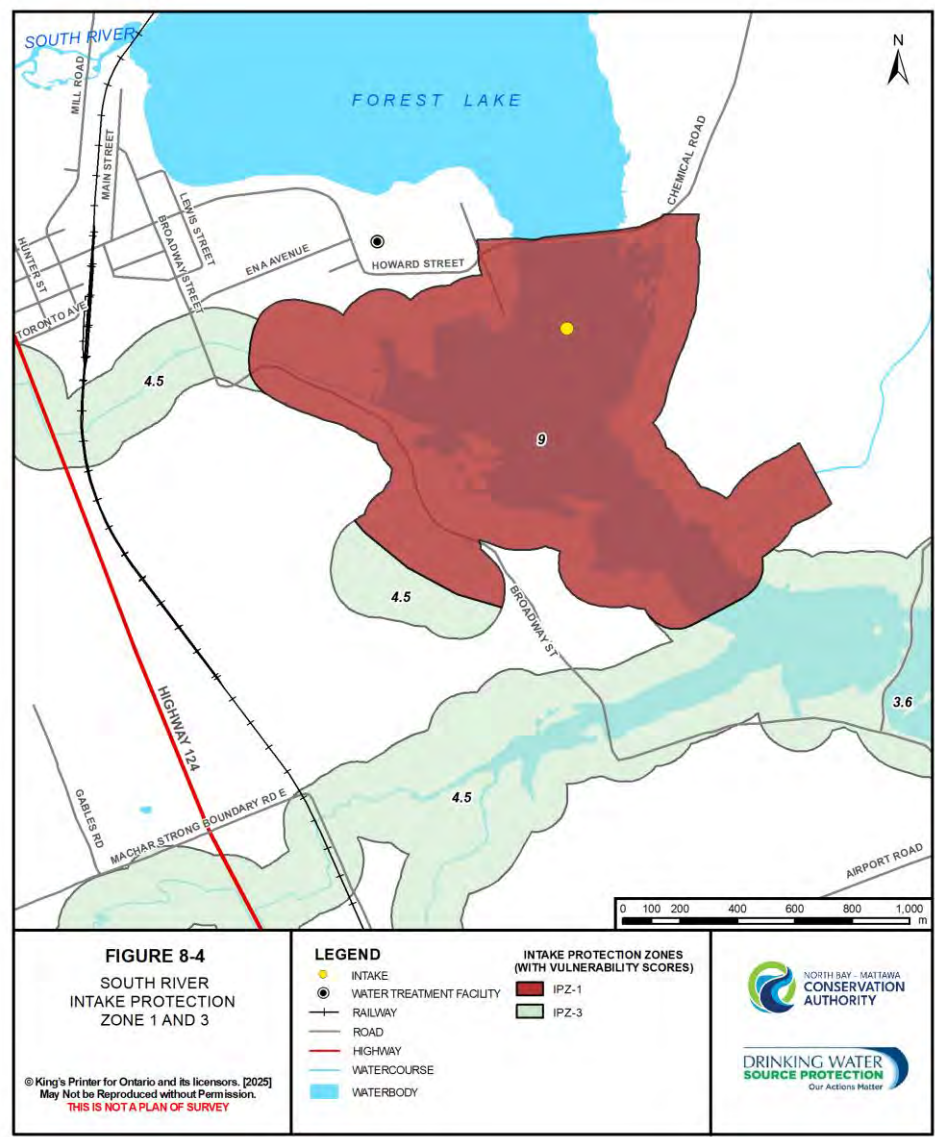 SOUTH RIVER
MILL ROAD
FOREST LAKE
N
MAIN STREET
CHEMICAL ROAD
LEWIS STREET
BROADWAY STREET
HUNTER ST
ENA AVENUE
HOWARD STREET
TORONTO AVE
4.5
9
4.5
BROADWAY ST
3.6
HIGHWAY 124
4.5
GABLES RD
MACHAR STRONG BOUNDARY RD E
AIRPORT ROAD
0 100 200 400 600 800 1,000
m
FIGURE 8-4
SOUTH RIVER
INTAKE PROTECTION
ZONE 1 AND 3
© King's Printer for Ontario and its licensors. [2025]
May Not be Reproduced without Permission.
THIS IS NOT A PLAN OF SURVEY
LEGEND
INTAKE
WATER TREATMENT FACILITY
RAILWAY
ROAD
HIGHWAY
WATERCOURSE
WATERBODY
INTAKE PROTECTION ZONES
(WITH VULNERABILITY SCORES)
IPZ-1
IPZ-3
NORTH BAY - MATTAWA
CONSERVATION
AUTHORITY
DRINKING WATER
SOURCE PROTECTION
Our Actions Matter